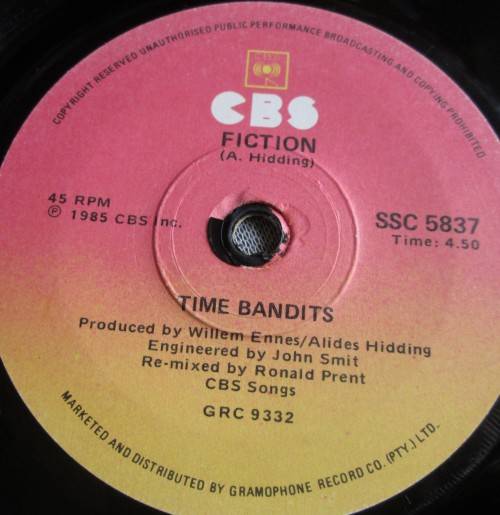 COPYRIGHT RESERVED UNAUTHORISED PUBLIC PERFORMANCE BROADCASTING AND COPYING PROHIBITED
CBS
FICTION
(A. Hidding)
45 RPM
℗ 1985 CBS Inc.
SSC 5837
Time: 4.50
TIME BANDITS
Produced by Willem Ennes/Alides Hidding
Engineered by John Smit
Re-mixed by Ronald Prent
CBS Songs
GRC 9332
MARKETED AND DISTRIBUTED BY GRAMOPHONE RECORD CO. (PTY.) LTD.